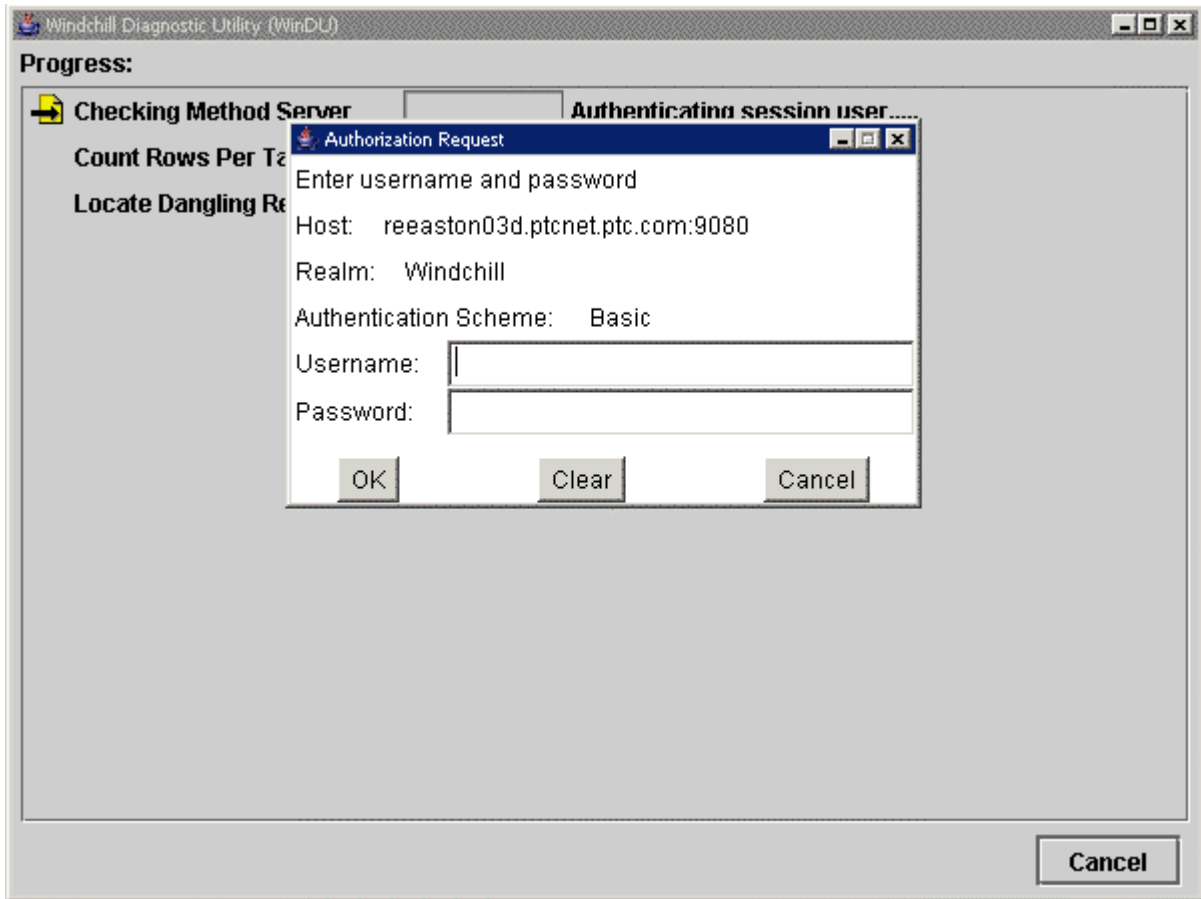 Windchill Diagnostic Utility (WinDU)
Progress:
Checking Method Server Authenticating session user.....
Authorization Request
Count Rows Per Ta
Enter username and password
Locate Dangling Re
Host: reeaston03d.ptcnet.ptc.com:9080
Realm: Windchill
Authentication Scheme: Basic
Username:
Password:
OK Clear Cancel
Cancel